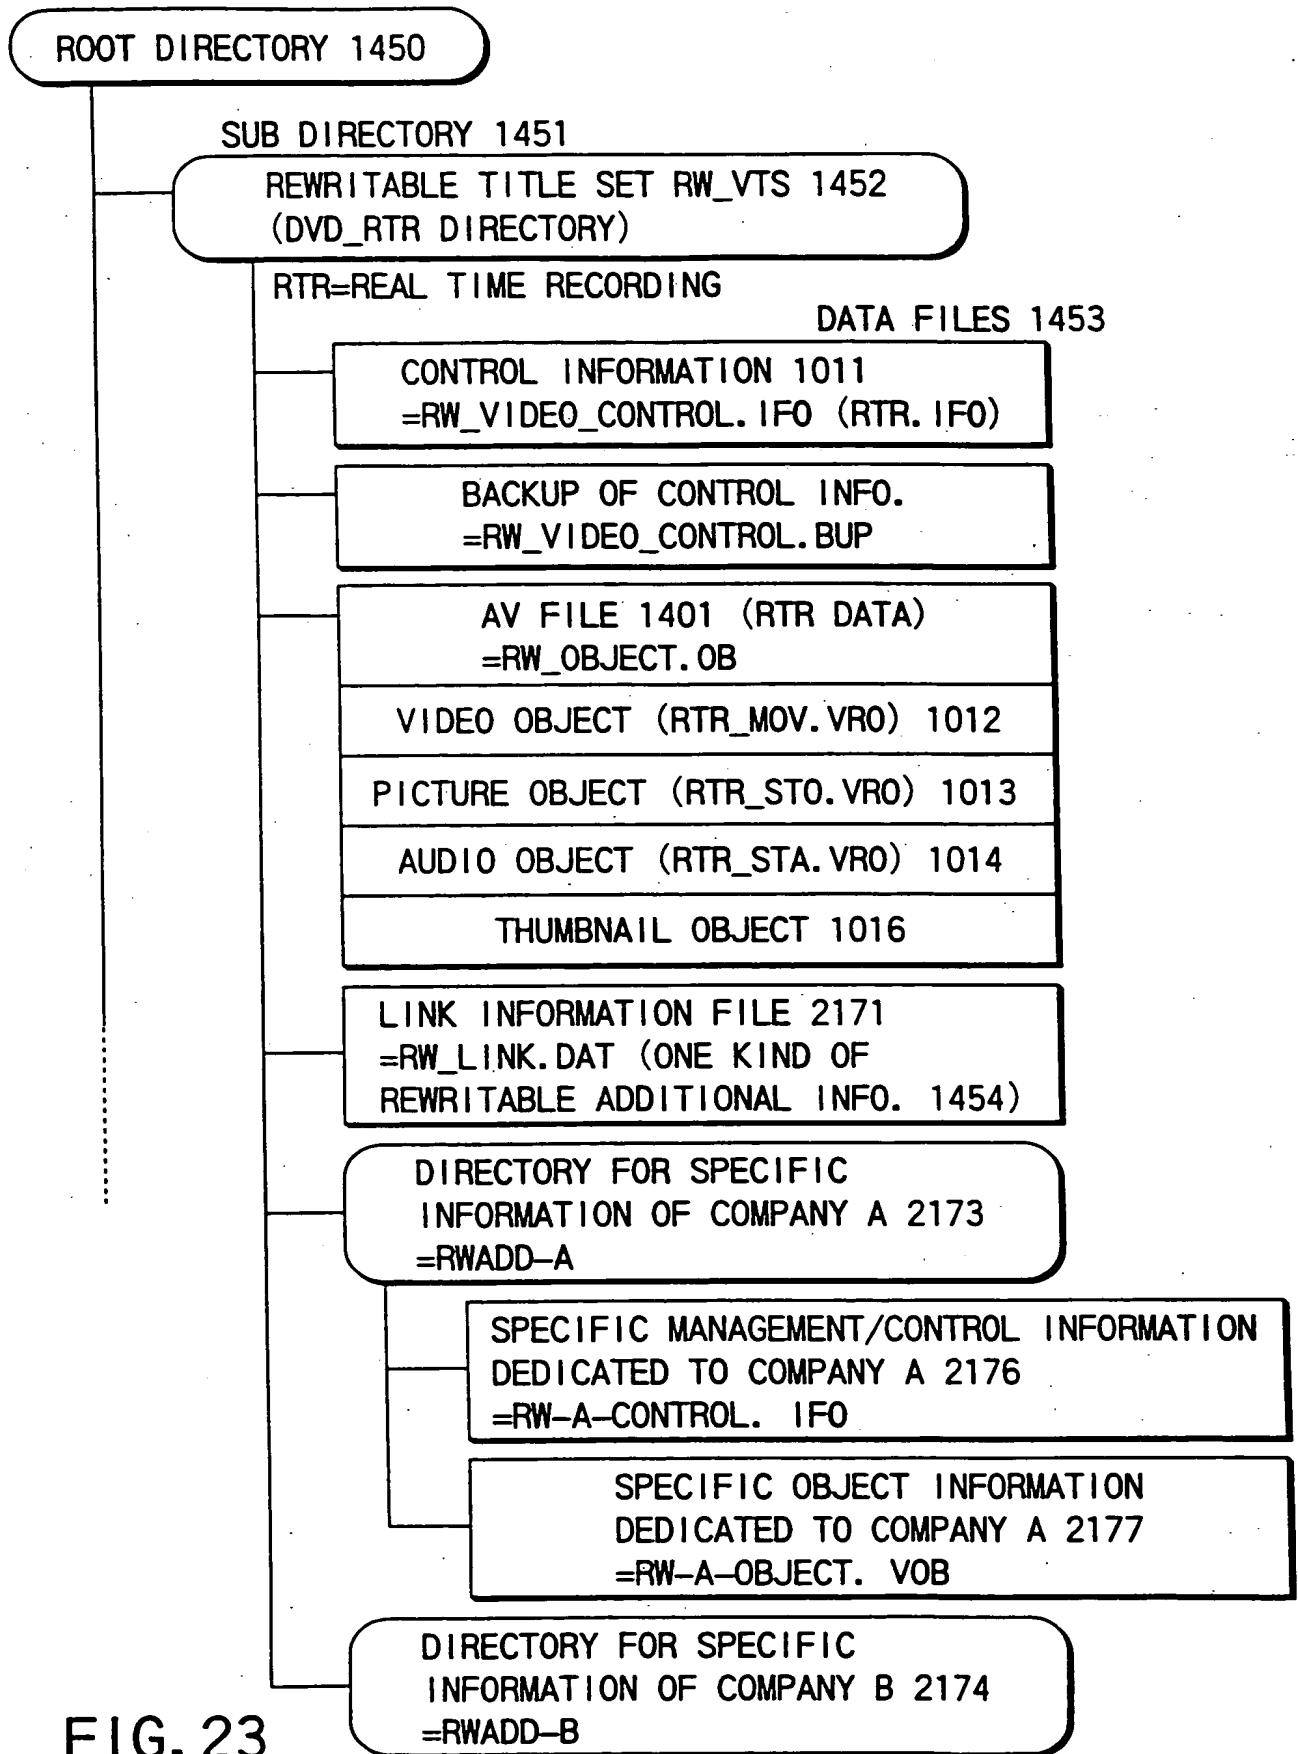 ROOT DIRECTORY 1450
SUB DIRECTORY 1451
REWRITABLE TITLE SET RW_VTS 1452
(DVD_RTR DIRECTORY)
RTR=REAL TIME RECORDING
DATA FILES 1453
CONTROL INFORMATION 1011
=RW_VIDEO_CONTROL.IFO (RTR.IFO)
BACKUP OF CONTROL INFO.
=RW_VIDEO_CONTROL.BUP
AV FILE 1401 (RTR DATA)
=RW_OBJECT.OB
VIDEO OBJECT (RTR_MOV.VRO) 1012
PICTURE OBJECT (RTR_STO.VRO) 1013
AUDIO OBJECT (RTR_STA.VRO) 1014
THUMBNAIL OBJECT 1016
LINK INFORMATION FILE 2171
=RW_LINK.DAT (ONE KIND OF
REWRITABLE ADDITIONAL INFO. 1454)
DIRECTORY FOR SPECIFIC
INFORMATION OF COMPANY A 2173
=RWADD-A
SPECIFIC MANAGEMENT/CONTROL INFORMATION
DEDICATED TO COMPANY A 2176
=RW-A-CONTROL. IFO
SPECIFIC OBJECT INFORMATION
DEDICATED TO COMPANY A 2177
=RW-A-OBJECT. VOB
DIRECTORY FOR SPECIFIC
INFORMATION OF COMPANY B 2174
=RWADD-B
FIG. 23